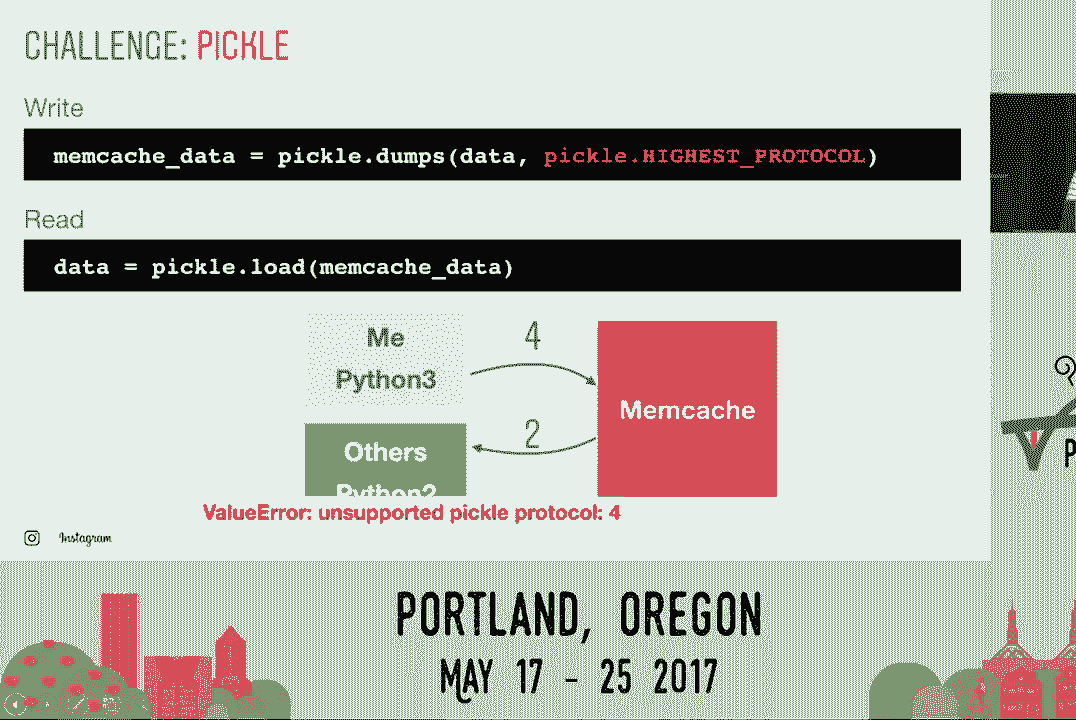 CHALLENGE: PICKLE
Write
memcache_data = pickle.dumps(data, pickle.HIGHEST_PROTOCOL)
Read
data = pickle.load(memcache_data)
Me
Python3
4
Memcache
2
Others
Python2
ValueError: unsupported pickle protocol: 4
Instagram
P
PORTLAND, OREGON
MAY 17 - 25 2017